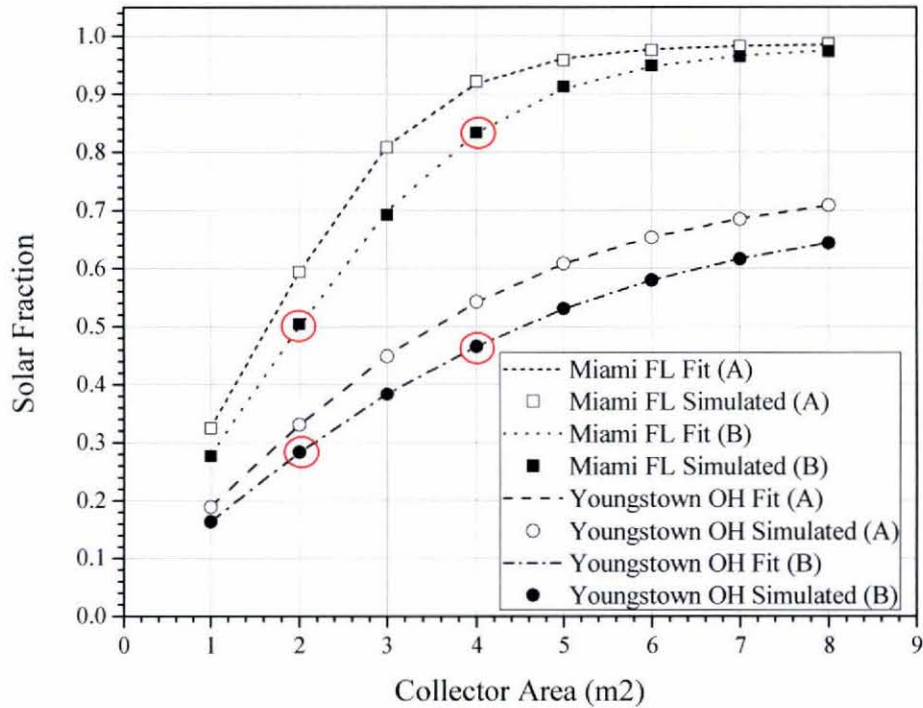 1.0
0.9
0.8
0.7
0.6
0.5
0.4
0.3
0.2
0.1
0.0
Solar Fraction
Miami FL Fit (A)
Miami FL Simulated (A)
Miami FL Fit (B)
Miami FL Simulated (B)
Youngstown OH Fit (A)
Youngstown OH Simulated (A)
Youngstown OH Fit (B)
Youngstown OH Simulated (B)
0 1 2 3 4 5 6 7 8 9
Collector Area (m2)